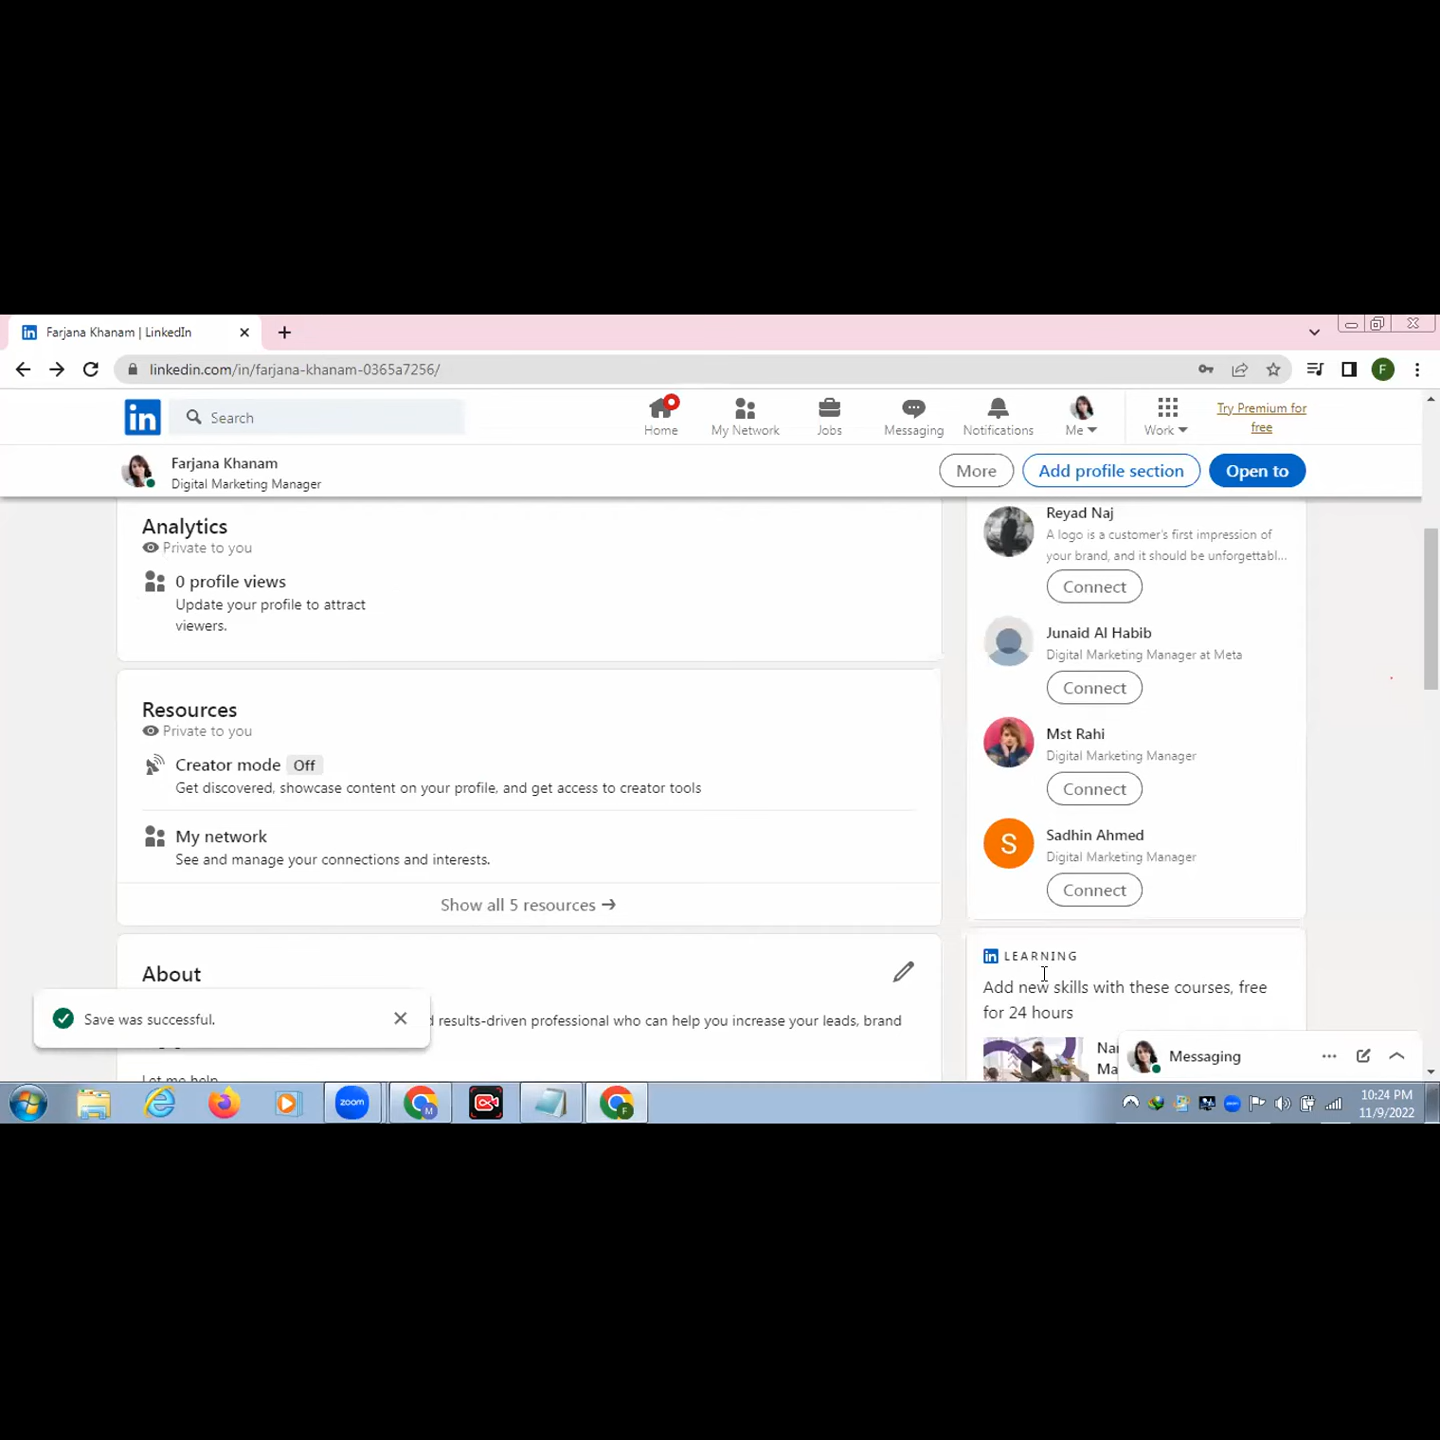 Farjana Khanam | LinkedIn
linkedin.com/in/farjana-khanam-0365a7256/
F
in
Search
Home
My Network
Jobs
Messaging
Notifications
Me
Work
Try Premium for
free
Farjana Khanam
Digital Marketing Manager
More
Add profile section
Open to
Analytics
Private to you
0 profile views
Update your profile to attract
viewers.
Resources
Private to you
Creator mode Off
Get discovered, showcase content on your profile, and get access to creator tools
My network
See and manage your connections and interests.
Show all 5 resources
About
results-driven professional who can help you increase your leads, brand
Let me help
Save was successful.
Reyad Naj
A logo is a customer's first impression of
your brand, and it should be unforgettabl...
Connect
Junaid Al Habib
Digital Marketing Manager at Meta
Connect
Mst Rahi
Digital Marketing Manager
Connect
S
Sadhin Ahmed
Digital Marketing Manager
Connect
in LEARNING
Add new skills with these courses, free
for 24 hours
Messaging
zoom
M
F
10:24 PM
11/9/2022